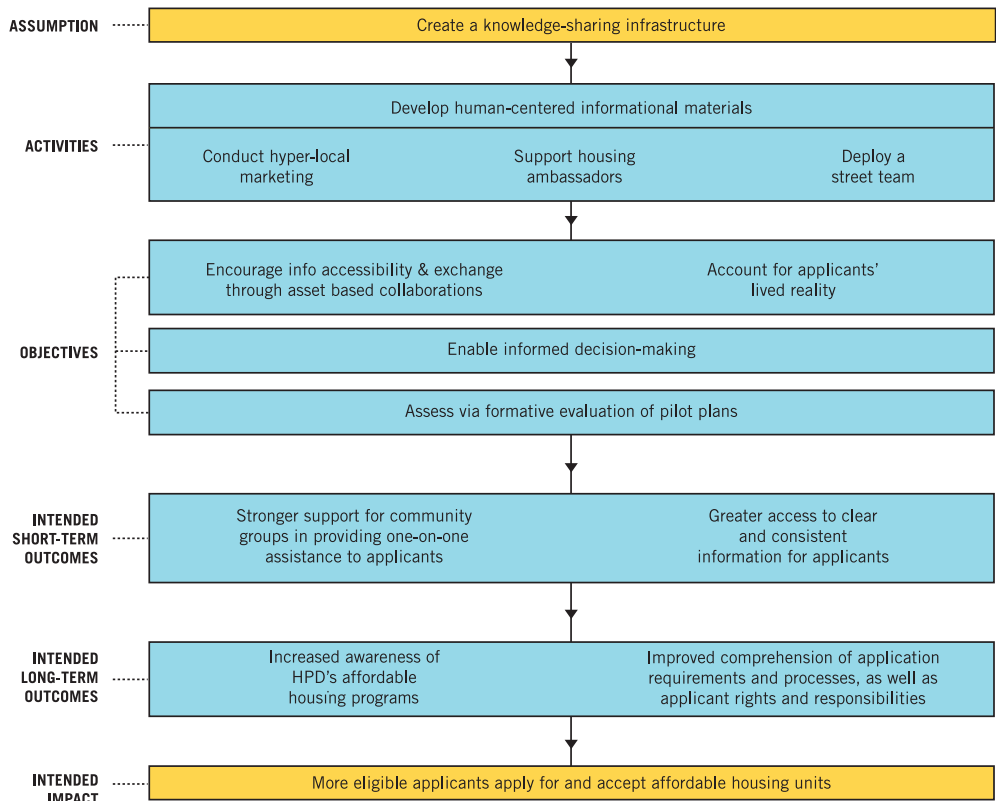 ASSUMPTION
Create a knowledge-sharing infrastructure
ACTIVITIES
Develop human-centered informational materials
Conduct hyper-local
marketing
Support housing
ambassadors
Deploy a
street team
OBJECTIVES
Encourage info accessibility & exchange
through asset based collaborations
Account for applicants’
lived reality
Enable informed decision-making
Assess via formative evaluation of pilot plans
INTENDED
SHORT-TERM
OUTCOMES
Stronger support for community
groups in providing one-on-one
assistance to applicants
Greater access to clear
and consistent
information for applicants
INTENDED
LONG-TERM
OUTCOMES
Increased awareness of
HPD’s affordable
housing programs
Improved comprehension of application
requirements and processes, as well as
applicant rights and responsibilities
INTENDED
IMPACT
More eligible applicants apply for and accept affordable housing units